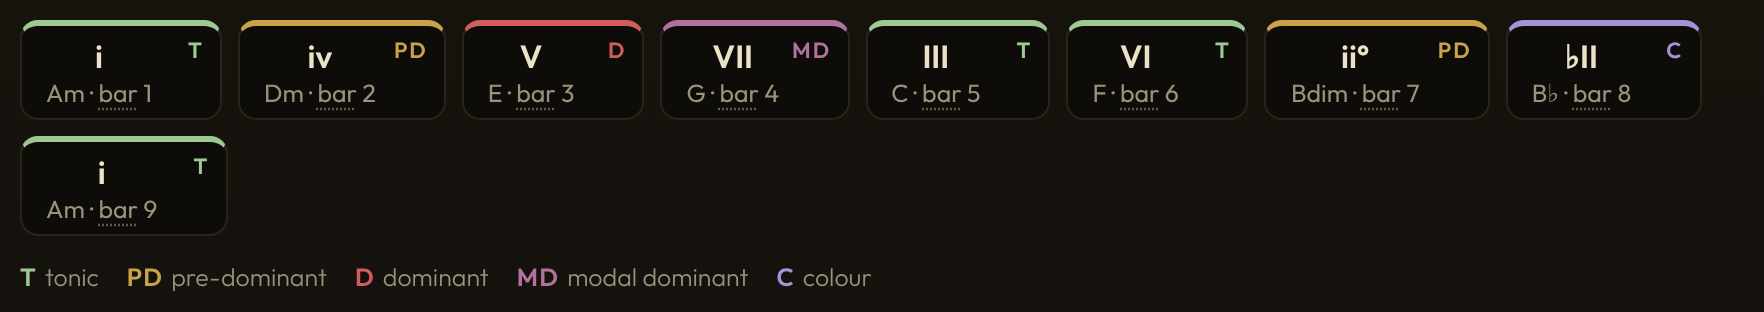 i T iv PD V D VII MD III T VI T ii° PD ♭II C
Am · bar 1 Dm · bar 2 E · bar 3 G · bar 4 C · bar 5 F · bar 6 Bdim · bar 7 B♭ · bar 8
i T
Am · bar 9
T tonic PD pre-dominant D dominant MD modal dominant C colour